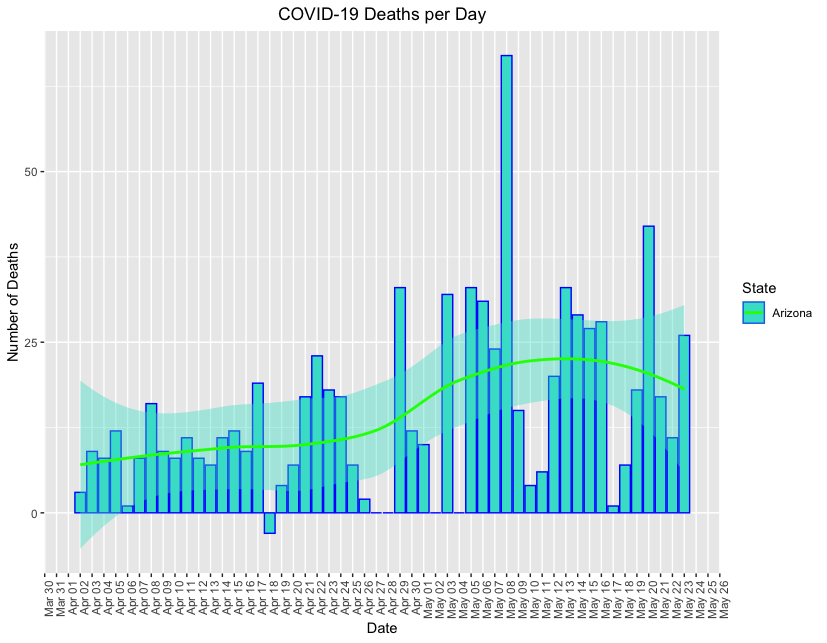 COVID-19 Deaths per Day
Number of Deaths
50
25
0
Mar 30
Mar 31
Apr 01
Apr 02
Apr 03
Apr 04
Apr 05
Apr 06
Apr 07
Apr 08
Apr 09
Apr 10
Apr 11
Apr 12
Apr 13
Apr 14
Apr 15
Apr 16
Apr 17
Apr 18
Apr 19
Apr 20
Apr 21
Apr 22
Apr 23
Apr 24
Apr 25
Apr 26
Apr 27
Apr 28
Apr 29
Apr 30
May 01
May 02
May 03
May 04
May 05
May 06
May 07
May 08
May 09
May 10
May 11
May 12
May 13
May 14
May 15
May 16
May 17
May 18
May 19
May 20
May 21
May 22
May 23
May 24
May 25
May 26
Date
State
Arizona